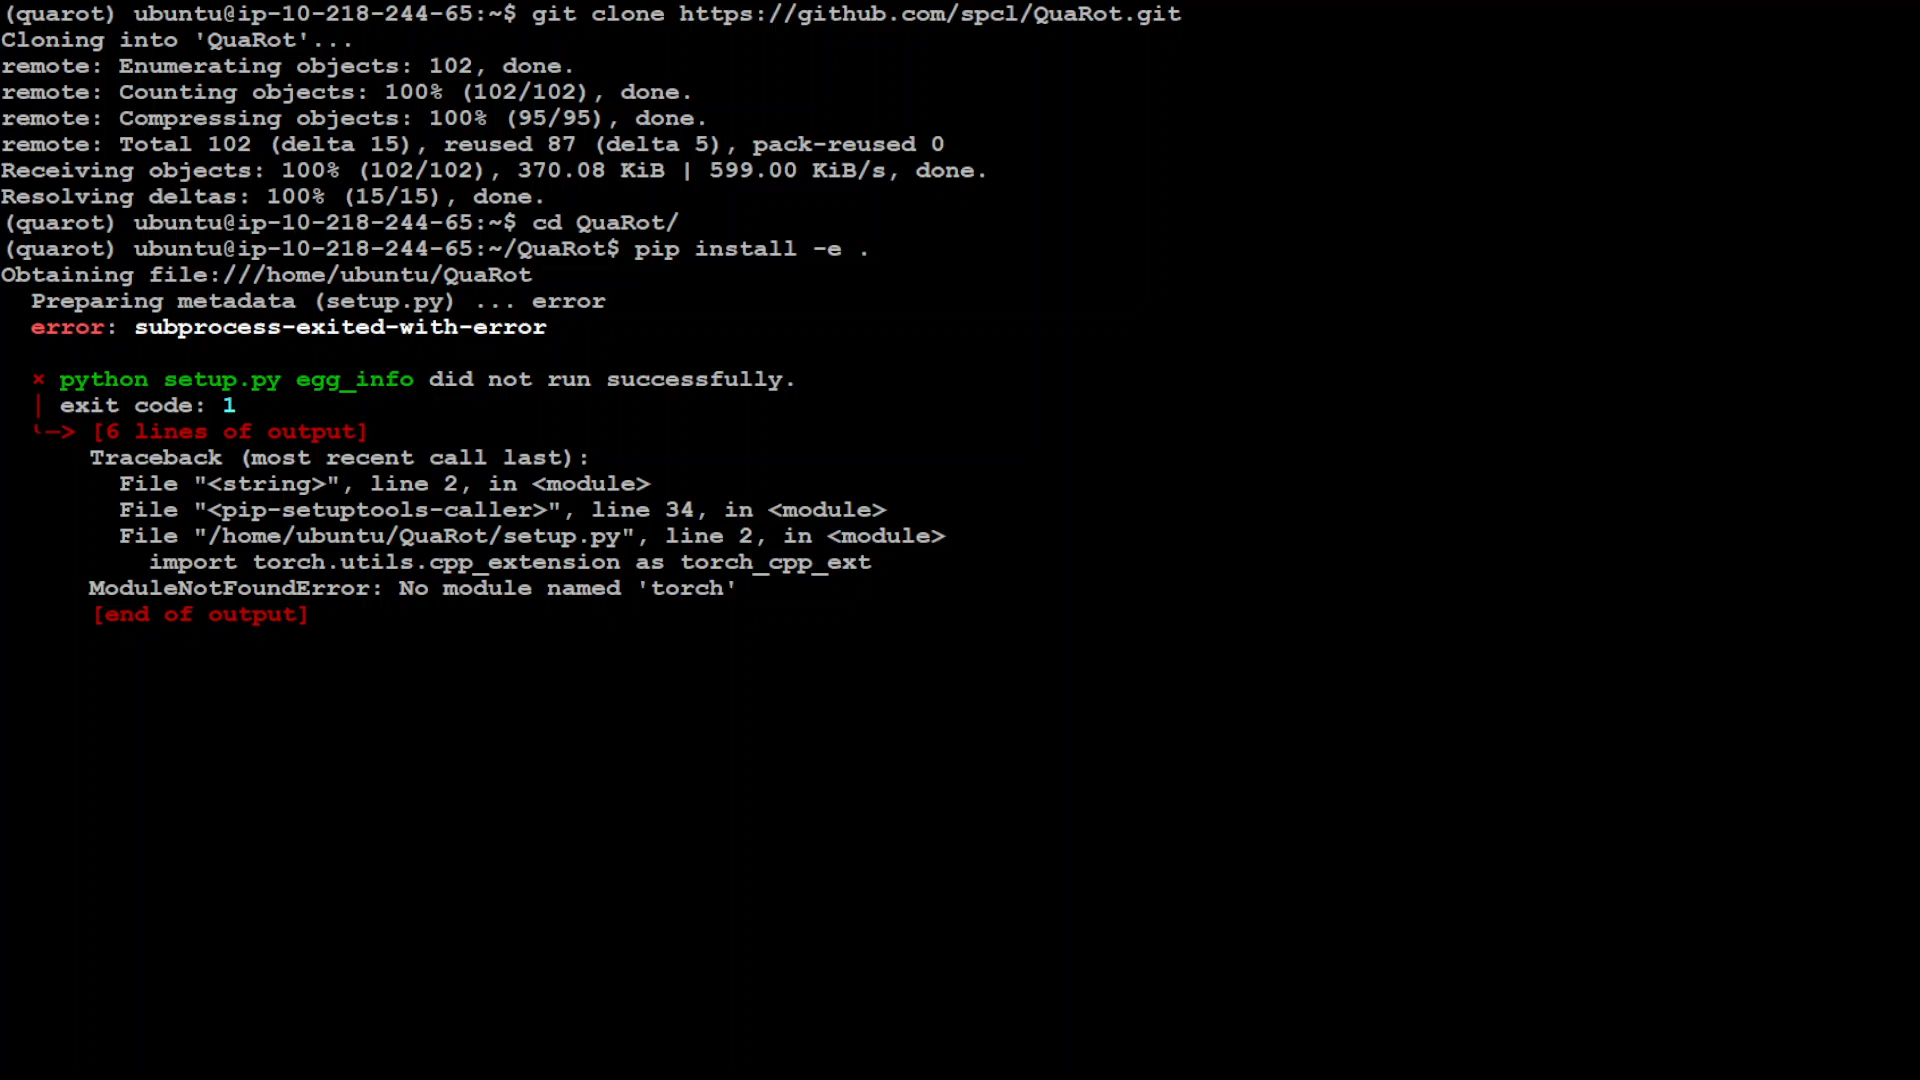 (quarot) ubuntu@ip-10-218-244-65:~$ git clone https://github.com/spcl/QuaRot.git
Cloning into 'QuaRot'...
remote: Enumerating objects: 102, done.
remote: Counting objects: 100% (102/102), done.
remote: Compressing objects: 100% (95/95), done.
remote: Total 102 (delta 15), reused 87 (delta 5), pack-reused 0
Receiving objects: 100% (102/102), 370.08 KiB | 599.00 KiB/s, done.
Resolving deltas: 100% (15/15), done.
(quarot) ubuntu@ip-10-218-244-65:~$ cd QuaRot/
(quarot) ubuntu@ip-10-218-244-65:~/QuaRot$ pip install -e .
Obtaining file:///home/ubuntu/QuaRot
  Preparing metadata (setup.py) ... error
  error: subprocess-exited-with-error

  × python setup.py egg_info did not run successfully.
  │ exit code: 1
  ╰─> [6 lines of output]
      Traceback (most recent call last):
        File "<string>", line 2, in <module>
        File "<pip-setuptools-caller>", line 34, in <module>
        File "/home/ubuntu/QuaRot/setup.py", line 2, in <module>
          import torch.utils.cpp_extension as torch_cpp_ext
      ModuleNotFoundError: No module named 'torch'
      [end of output]